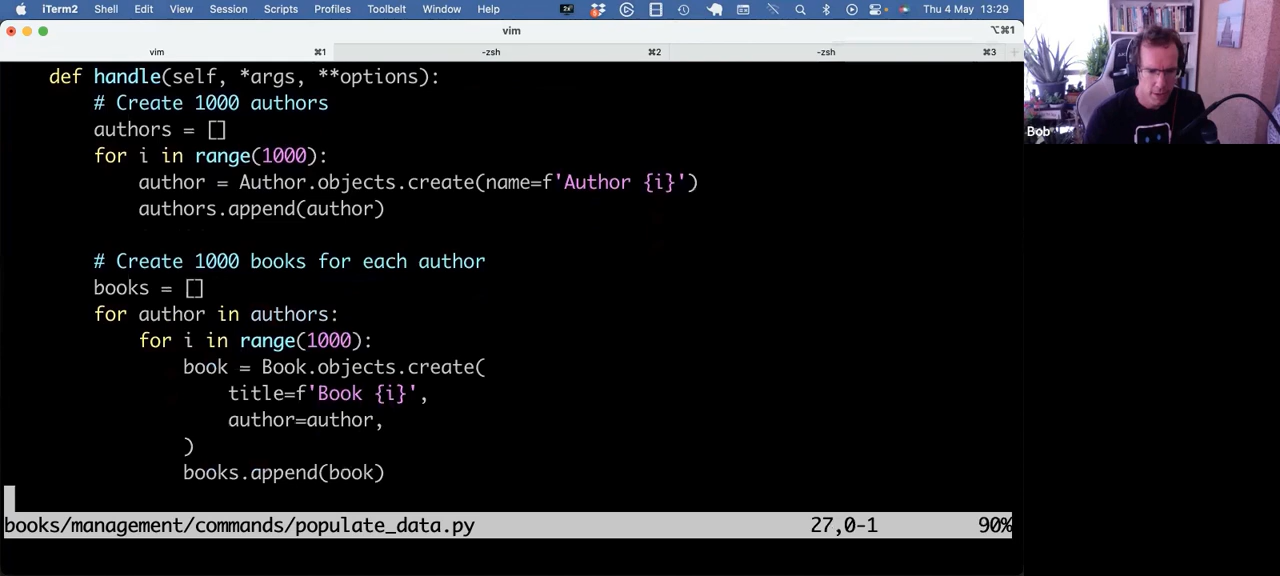 iTerm2 Shell Edit View Session Scripts Profiles Toolbelt Window Help Thu 4 May 13:29
vim ⌥⌘1
vim ⌘1 -zsh ⌘2 -zsh ⌘3
def handle(self, *args, **options):
# Create 1000 authors
authors = []
for i in range(1000):
author = Author.objects.create(name=f'Author {i}')
authors.append(author)
# Create 1000 books for each author
books = []
for author in authors:
for i in range(1000):
book = Book.objects.create(
title=f'Book {i}',
author=author,
)
books.append(book)
books/management/commands/populate_data.py 27,0-1 90%
Bob